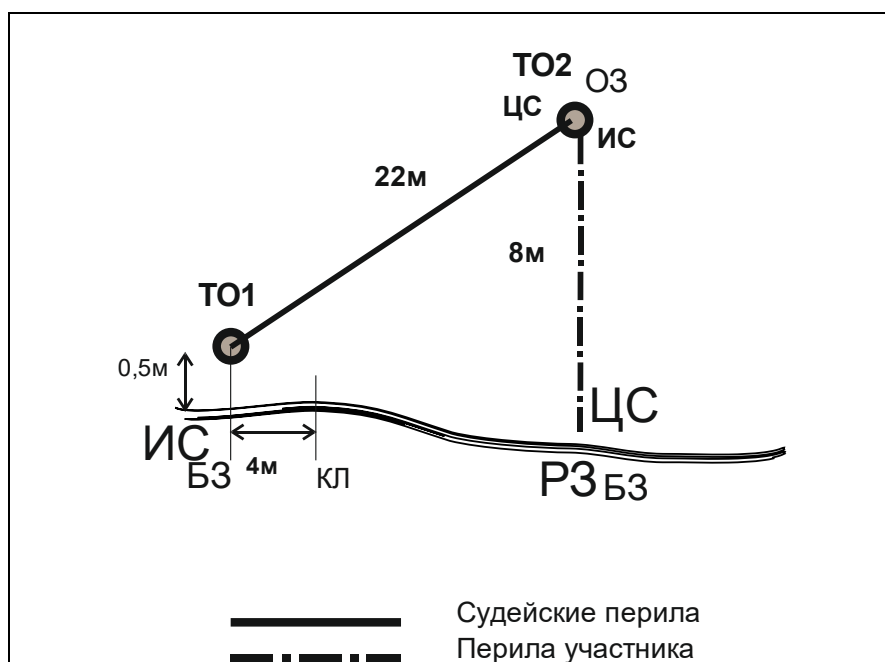 ТО2 ОЗ
ЦС
ИС
22м
8м
ТО1
0,5м
ЦС
ИС
БЗ 4м КЛ
РЗ БЗ
Судейские перила
Перила участника